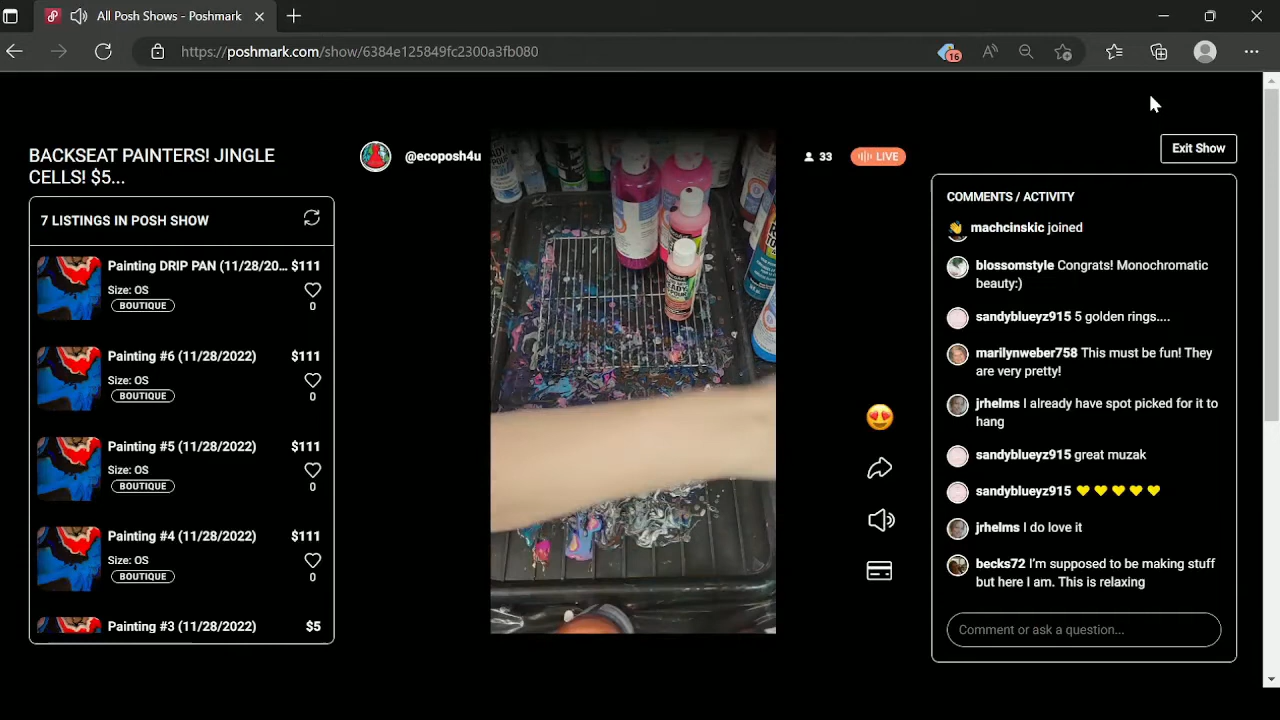 All Posh Shows - Poshmark
https://poshmark.com/show/6384e125849fc2300a3fb080
16
BACKSEAT PAINTERS! JINGLE
CELLS! $5...
@ecoposh4u
33
LIVE
Exit Show
7 LISTINGS IN POSH SHOW
Painting DRIP PAN (11/28/20... $111
Size: OS
BOUTIQUE
0
Painting #6 (11/28/2022) $111
Size: OS
BOUTIQUE
0
Painting #5 (11/28/2022) $111
Size: OS
BOUTIQUE
0
Painting #4 (11/28/2022) $111
Size: OS
BOUTIQUE
0
Painting #3 (11/28/2022) $5
COMMENTS / ACTIVITY
machcinskic joined
blossomstyle Congrats! Monochromatic
beauty:)
sandyblueyz915 5 golden rings....
marilynweber758 This must be fun! They
are very pretty!
jrhelms I already have spot picked for it to
hang
sandyblueyz915 great muzak
sandyblueyz915 💛💛💛💛💛
jrhelms I do love it
becks72 I'm supposed to be making stuff
but here I am. This is relaxing
Comment or ask a question...